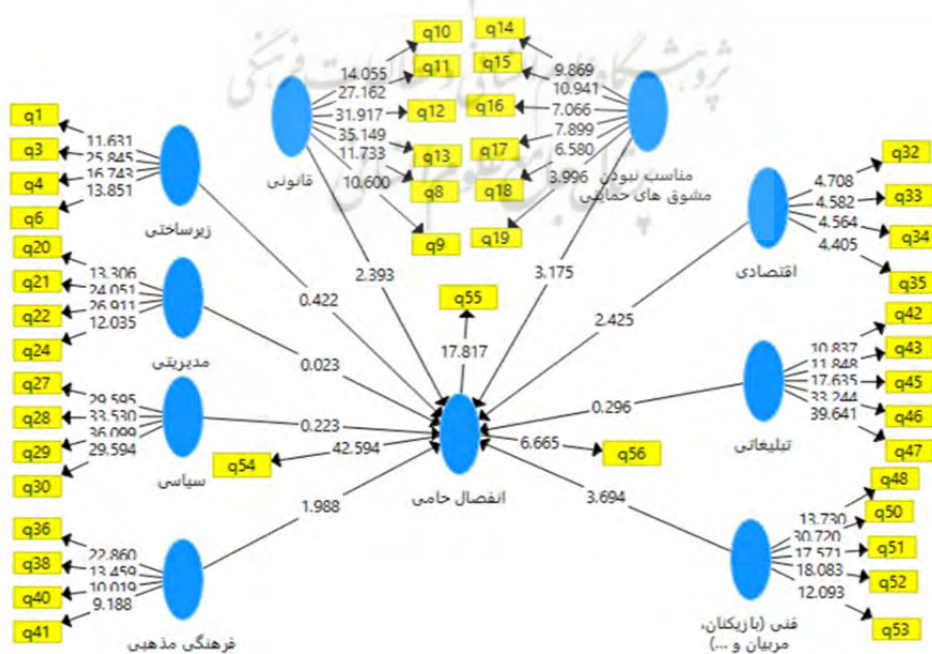 پژوهشگاه علوم انسانی و مطالعات فرهنگی
پرتال جامع علوم انسانی
q10
q11
q12
q13
q8
q9
14.055
27.162
31.917
35.149
11.733
10.600
قانونی
2.393
q14
q15
q16
q17
q18
q19
9.869
10.941
7.066
7.899
6.580
3.996
مناسب نبودن
مشوق های حمایتی
3.175
q1
q3
q4
q6
11.631
25.845
16.743
13.851
زیرساختی
0.422
q20
q21
q22
q24
13.306
24.051
26.911
12.035
مدیریتی
0.023
q27
q28
q29
q30
29.595
33.530
36.099
29.594
سیاسی
0.223
q36
q38
q40
q41
22.860
13.459
10.019
9.188
فرهنگی مذهبی
1.988
q32
q33
q34
q35
4.708
4.582
4.564
4.405
اقتصادی
2.425
q42
q43
q45
q46
q47
10.837
11.848
17.635
33.244
39.641
تبلیغاتی
0.296
q48
q50
q51
q52
q53
13.730
30.720
17.571
18.083
12.093
فنی (بازیکنان،
مربیان و ...)
3.694
q55
17.817
q54
42.594
q56
6.665
انفصال حامی